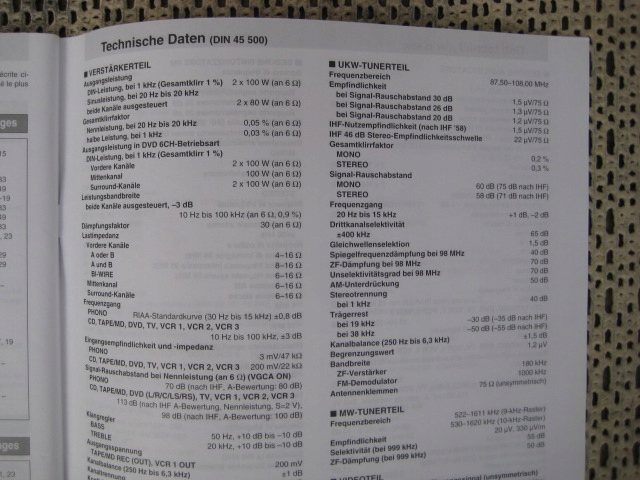 Technische Daten (DIN 45 500)
■ VERSTÄRKERTEIL
Ausgangsleistung
DIN-Leistung, bei 1 kHz (Gesamtklirr 1 %) 2 x 100 W (an 6 Ω)
Sinusleistung, bei 20 Hz bis 20 kHz
beide Kanäle ausgesteuert 2 x 80 W (an 6 Ω)
Gesamtklirrfaktor
Nennleistung, bei 20 Hz bis 20 kHz 0,05 % (an 6 Ω)
halbe Leistung, bei 1 kHz 0,03 % (an 6 Ω)
Ausgangsleistung in DVD 6CH-Betriebsart
DIN-Leistung, bei 1 kHz (Gesamtklirr 1 %)
Vordere Kanäle 2 x 100 W (an 6 Ω)
Mittenkanal 100 W (an 6 Ω)
Surround-Kanäle 2 x 100 W (an 6 Ω)
Leistungsbandbreite
beide Kanäle ausgesteuert, –3 dB
10 Hz bis 100 kHz (an 6 Ω, 0,9 %)
Dämpfungsfaktor 30 (an 6 Ω)
Lastimpedanz
Vordere Kanäle
A oder B 4–16 Ω
A und B 8–16 Ω
BI-WIRE 6–16 Ω
Mittenkanal 6–16 Ω
Surround-Kanäle 6–16 Ω
Frequenzgang
PHONO RIAA-Standardkurve (30 Hz bis 15 kHz) ±0,8 dB
CD, TAPE/MD, DVD, TV, VCR 1, VCR 2, VCR 3
10 Hz bis 100 kHz, ±3 dB
Eingangsempfindlichkeit und -impedanz
PHONO 3 mV/47 kΩ
CD, TAPE/MD, DVD, TV, VCR 1, VCR 2, VCR 3 200 mV/22 kΩ
Signal-Rauschabstand bei Nennleistung (an 6 Ω) (VGCA ON)
PHONO 70 dB (nach IHF, A-Bewertung: 80 dB)
CD, TAPE/MD, DVD (L/R/C/LS/RS), TV, VCR 1, VCR 2, VCR 3
113 dB (nach IHF A-Bewertung, Nennleistung, S=2 V),
98 dB (nach IHF, A-Bewertung: 100 dB)
Klangregler
BASS 50 Hz, +10 dB bis –10 dB
TREBLE 20 kHz, +10 dB bis –10 dB
Ausgangsspannung
TAPE/MD REC (OUT), VCR 1 OUT 200 mV
Kanalbalance (250 Hz bis 6,3 kHz) ±1 dB
Kanaltrennung
■ UKW-TUNERTEIL
Frequenzbereich 87,50–108,00 MHz
Empfindlichkeit
bei Signal-Rauschabstand 30 dB 1,5 µV/75 Ω
bei Signal-Rauschabstand 26 dB 1,3 µV/75 Ω
bei Signal-Rauschabstand 20 dB 1,2 µV/75 Ω
IHF-Nutzempfindlichkeit (nach IHF '58) 1,5 µV/75 Ω
IHF 46 dB Stereo-Empfindlichkeitsschwelle 22 µV/75 Ω
Gesamtklirrfaktor
MONO 0,2 %
STEREO 0,3 %
Signal-Rauschabstand
MONO 60 dB (75 dB nach IHF)
STEREO 58 dB (71 dB nach IHF)
Frequenzgang
20 Hz bis 15 kHz +1 dB, –2 dB
Drittkanalselektivität
±400 kHz 65 dB
Gleichwellenselektion 1,5 dB
Spiegelfrequenzdämpfung bei 98 MHz 40 dB
ZF-Dämpfung bei 98 MHz 70 dB
Unselektivitätsgrad bei 98 MHz 70 dB
AM-Unterdrückung 50 dB
Stereotrennung
bei 1 kHz 40 dB
Trägerrest
bei 19 kHz –30 dB (–35 dB nach IHF)
bei 38 kHz –50 dB (–55 dB nach IHF)
Kanalbalance (250 Hz bis 6,3 kHz) ±1,5 dB
Begrenzungswert 1,2 µV
Bandbreite
ZF-Verstärker 180 kHz
FM-Demodulator 1000 kHz
Antennenklemmen 75 Ω (unsymmetrisch)
■ MW-TUNERTEIL
Frequenzbereich 522–1611 kHz (9-kHz-Raster)
530–1620 kHz (10-kHz-Raster)
Empfindlichkeit 20 µV, 330 µV/m
Selektivität (bei 999 kHz) 55 dB
ZF-Dämpfung (bei 999 kHz) 50 dB
■ VIDEOTEIL
(unsymmetrisch)